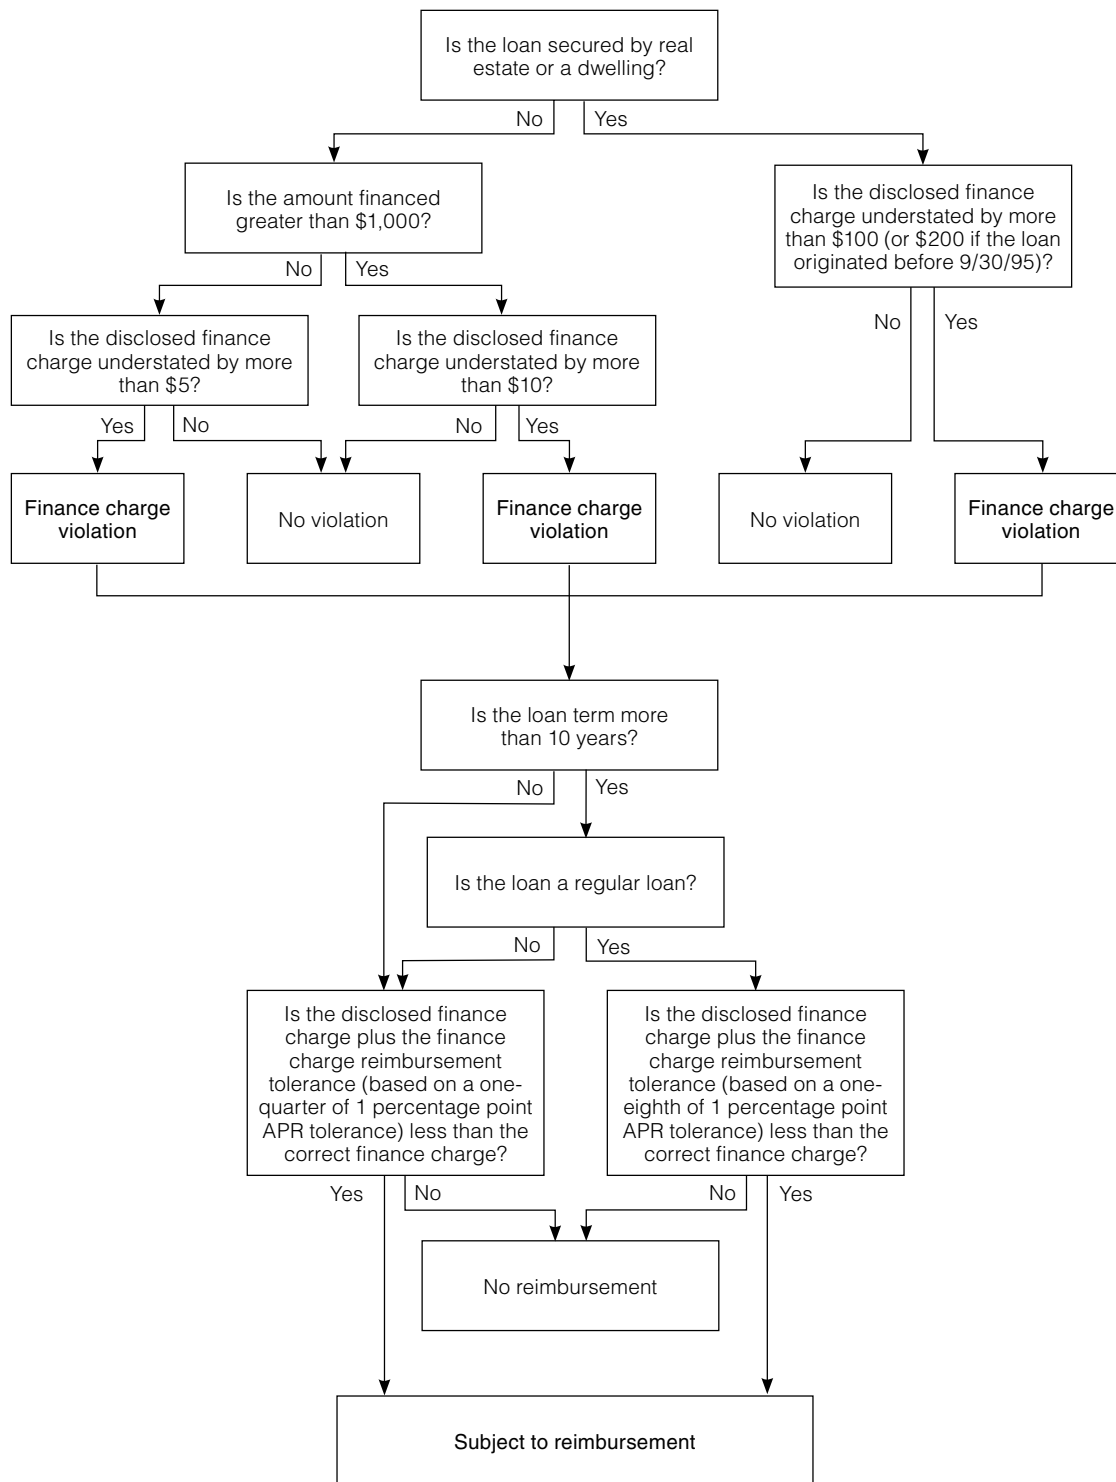 Is the loan secured by real
estate or a dwelling?
No
Yes
Is the amount financed
greater than $1,000?
Is the disclosed finance
charge understated by more
than $100 (or $200 if the loan
originated before 9/30/95)?
No
Yes
No
Yes
Is the disclosed finance
charge understated by more
than $5?
Is the disclosed finance
charge understated by more
than $10?
Yes
No
No
Yes
Finance charge
violation
No violation
Finance charge
violation
No violation
Finance charge
violation
Is the loan term more
than 10 years?
No
Yes
Is the loan a regular loan?
No
Yes
Is the disclosed finance
charge plus the finance
charge reimbursement
tolerance (based on a one-
quarter of 1 percentage point
APR tolerance) less than the
correct finance charge?
Is the disclosed finance
charge plus the finance
charge reimbursement
tolerance (based on a one-
eighth of 1 percentage point
APR tolerance) less than the
correct finance charge?
Yes
No
No
Yes
No reimbursement
Subject to reimbursement